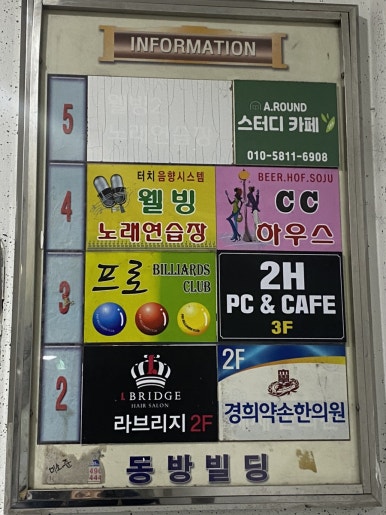 INFORMATION
5
A.ROUND
스터디 카페
010-5811-6908
4
터치 음향시스템
웰빙
노래연습장
BEER.HOF.SOJU
CC
하우스
3
프로 BILLIARDS
CLUB
2H
PC & CAFE
3F
2
L BRIDGE
HAIR SALON
라브리지 2F
2F
경희약손한의원
동방빌딩